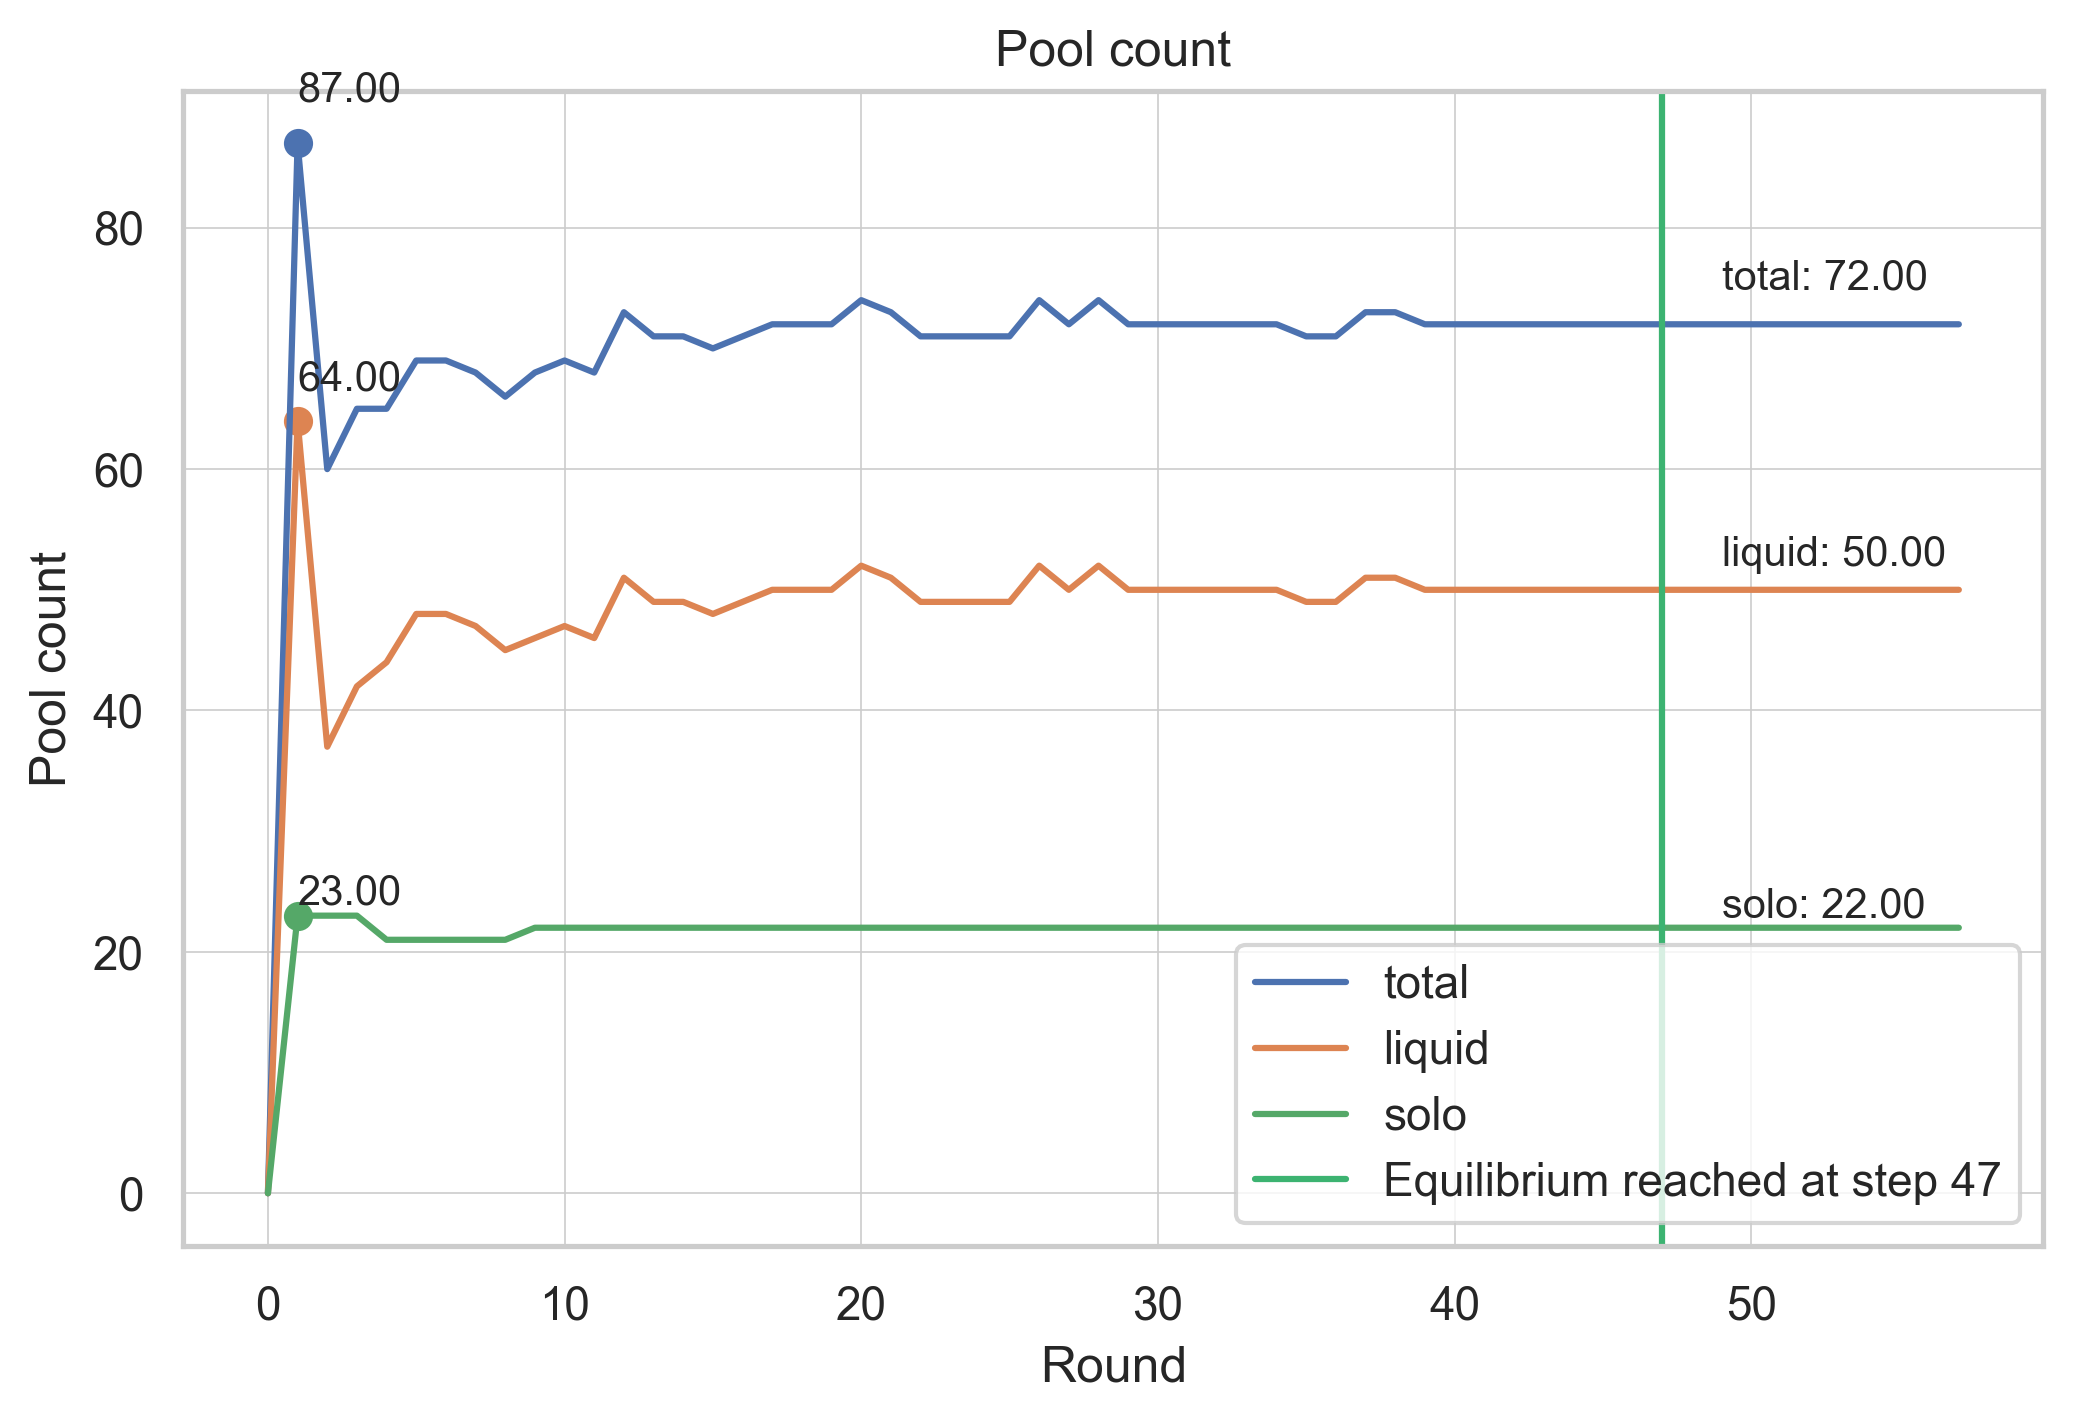 Pool count
87.00
80
total: 72.00
64.00
60
liquid: 50.00
Pool count
40
23.00
solo: 22.00
20
total
liquid
solo
Equilibrium reached at step 47
0
0 10 20 30 40 50
Round